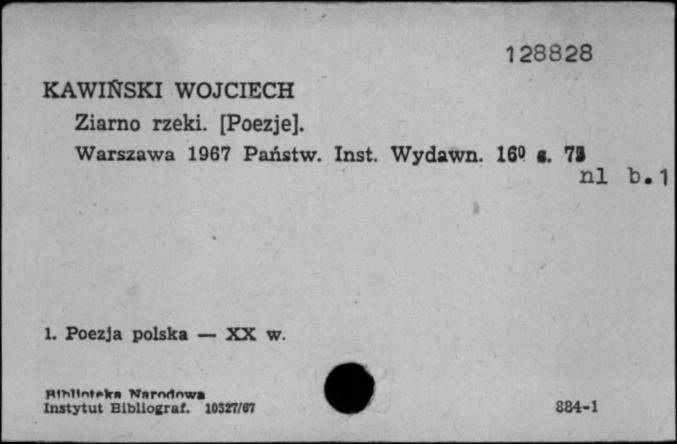 128828
KAWIŃSKI WOJCIECH
Ziarno rzeki. [Poezje].
Warszawa 1967 Państw. Inst. Wydawn. 16⁰ s.
nl b.1
1. Poezja polska — XX w.
Biblioteka Narodowa
Instytut Bibliograf. 10527/67
884-1